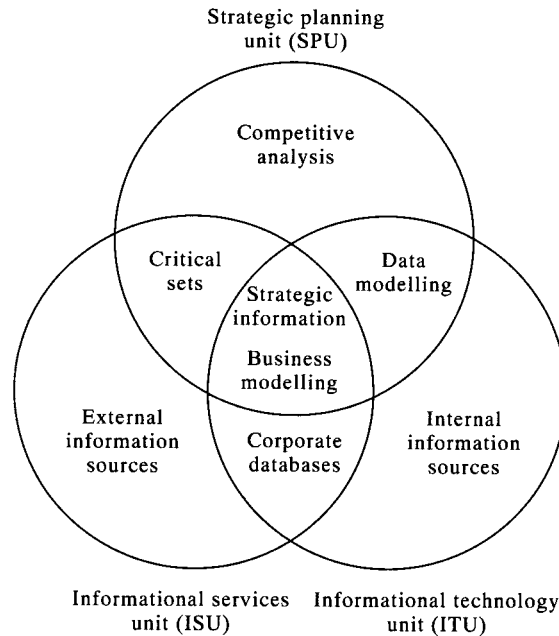 Strategic planning
unit (SPU)
Competitive
analysis
Critical
sets
Data
modelling
Strategic
information
Business
modelling
External
information
sources
Corporate
databases
Internal
information
sources
Informational services
unit (ISU)
Informational technology
unit (ITU)